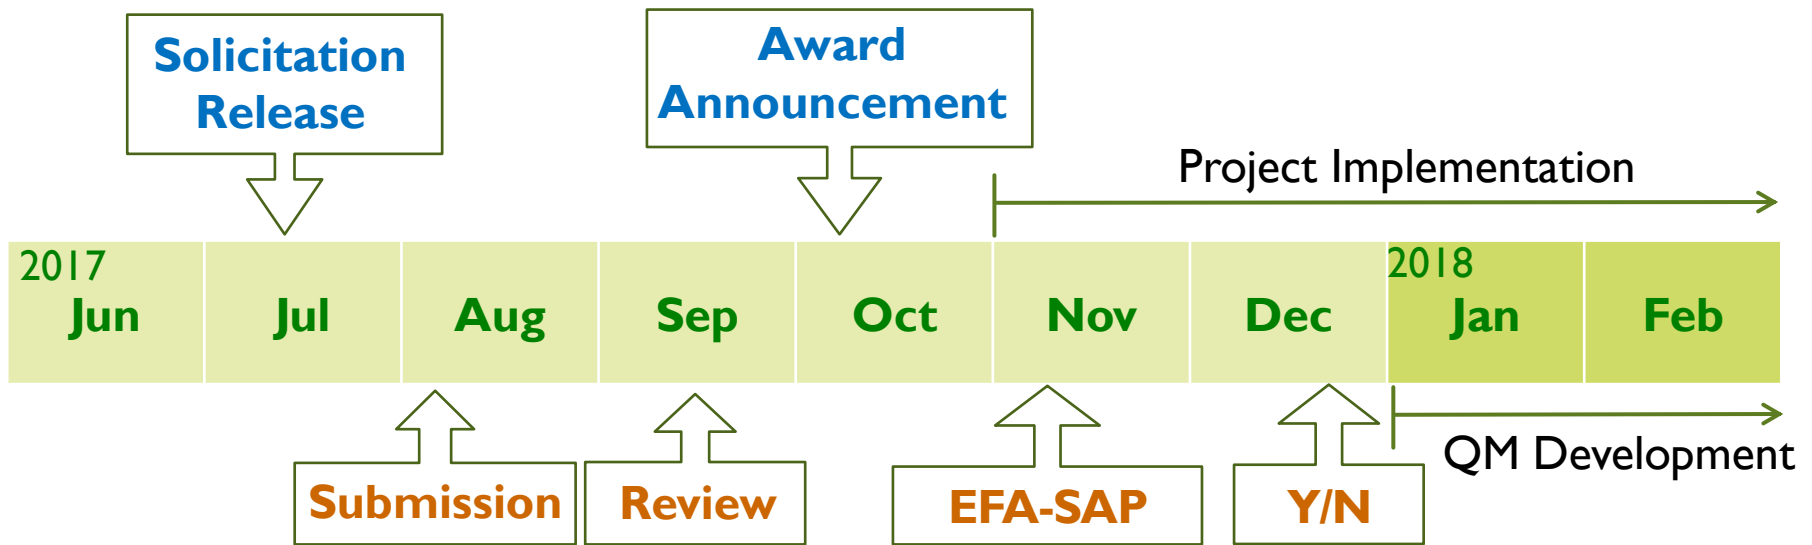 Solicitation
Release
Award
Announcement
Project Implementation
2017
2018
Jun
Jul
Aug
Sep
Oct
Nov
Dec
Jan
Feb
QM Development
Submission
Review
EFA-SAP
Y/N